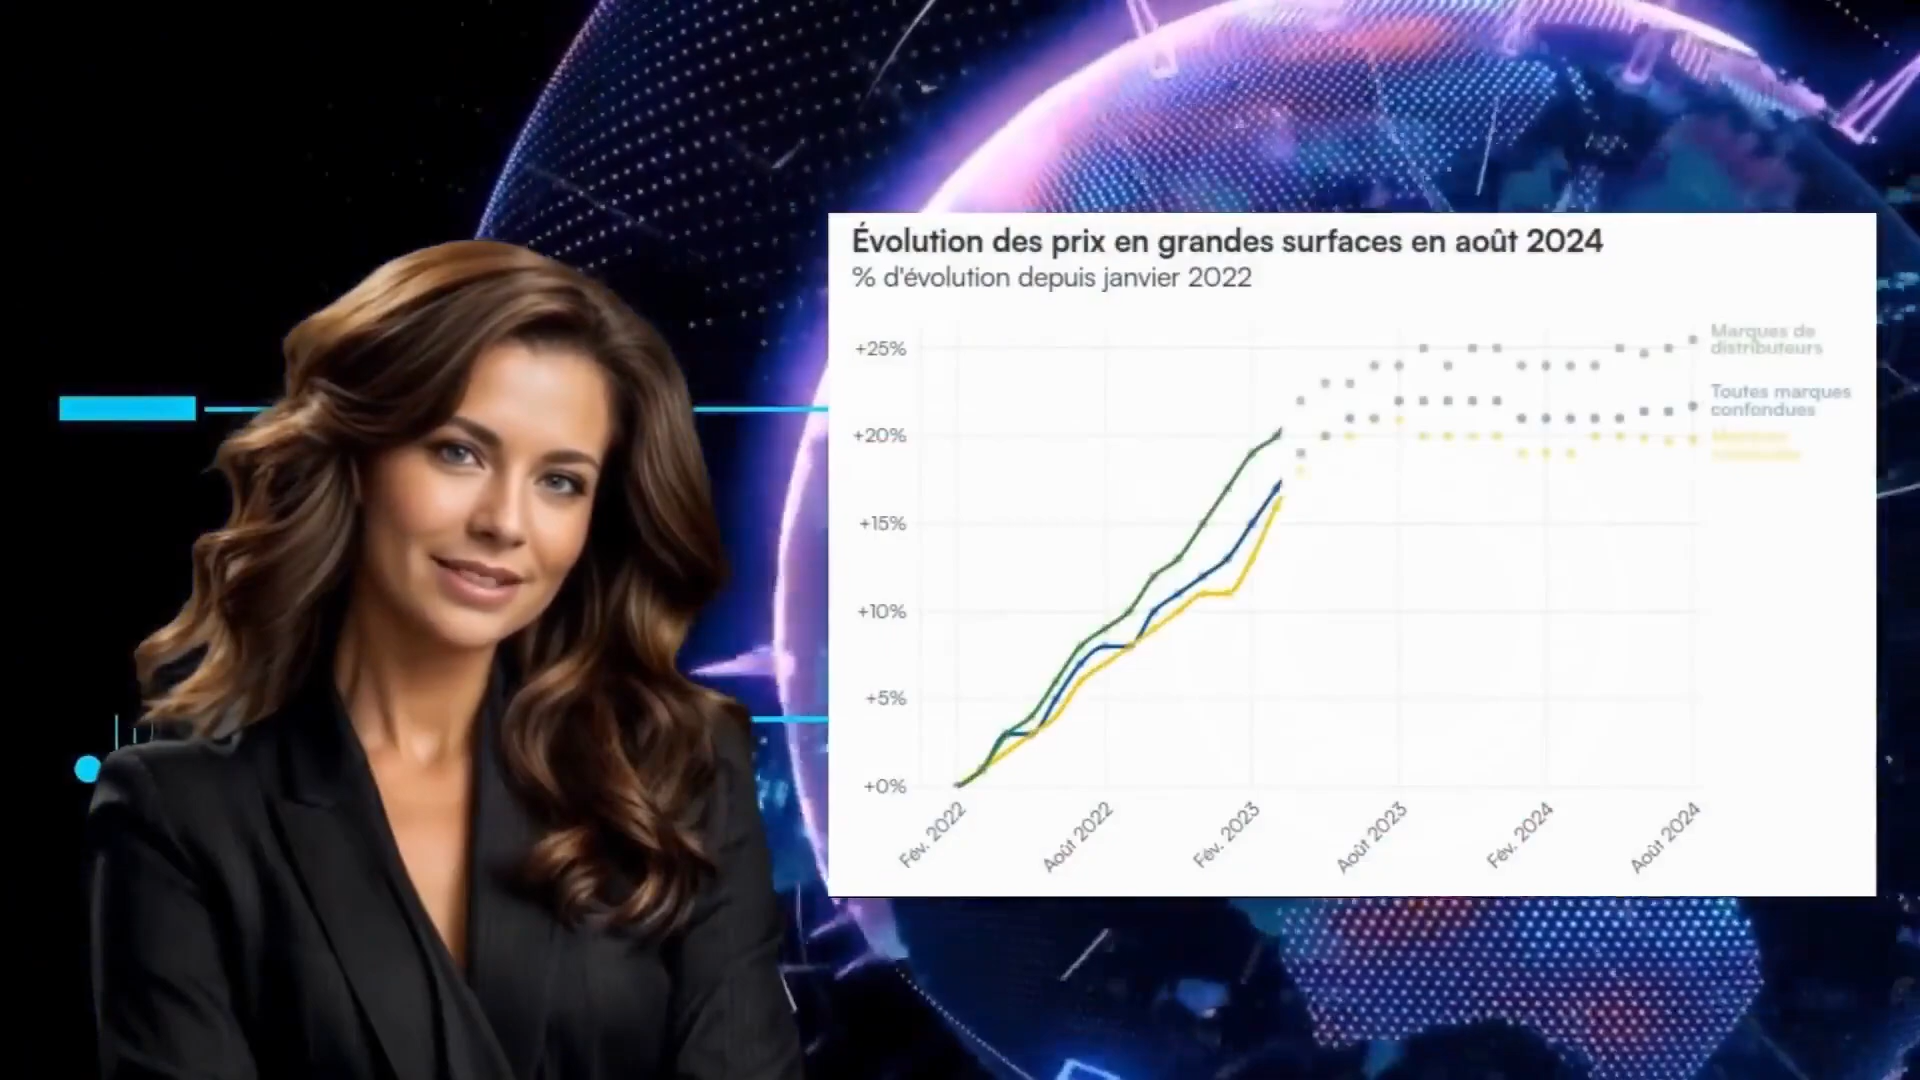 Évolution des prix en grandes surfaces en août 2024
% d'évolution depuis janvier 2022
+25%
+20%
+15%
+10%
+5%
+0%
Marques de
distributeurs
Toutes marques
confondues
Fév. 2022
Août 2022
Fév. 2023
Août 2023
Fév. 2024
Août 2024